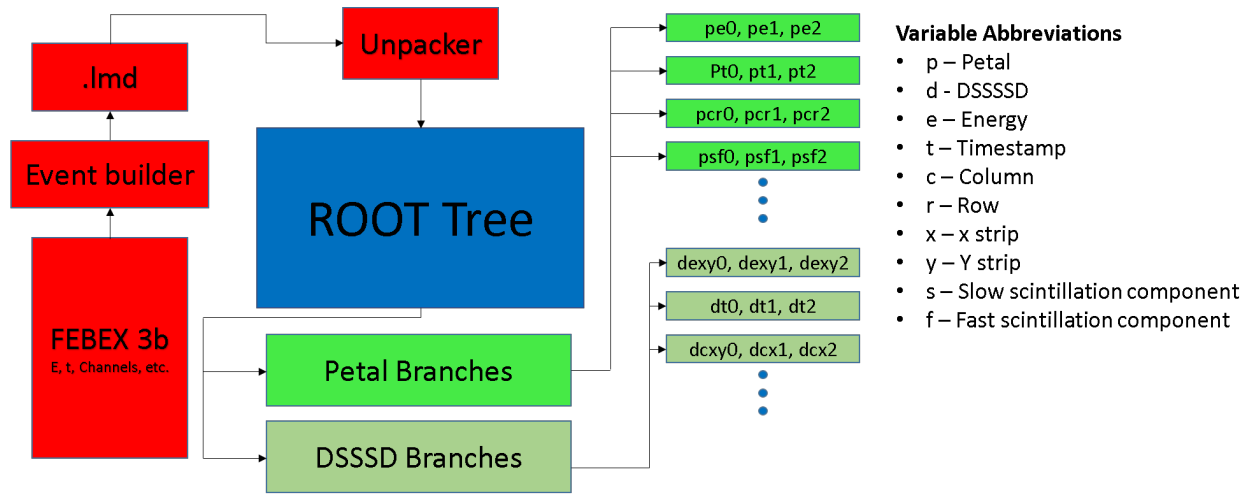 .lmd
Unpacker
Event builder
ROOT Tree
FEBEX 3b
E, t, Channels, etc.
Petal Branches
DSSSD Branches
pe0, pe1, pe2
Pt0, pt1, pt2
pcr0, pcr1, pcr2
psf0, psf1, psf2
dexy0, dexy1, dexy2
dt0, dt1, dt2
dcxy0, dcx1, dcx2
Variable Abbreviations
• p – Petal
• d - DSSSSD
• e – Energy
• t – Timestamp
• c – Column
• r – Row
• x – x strip
• y – Y strip
• s – Slow scintillation component
• f – Fast scintillation component